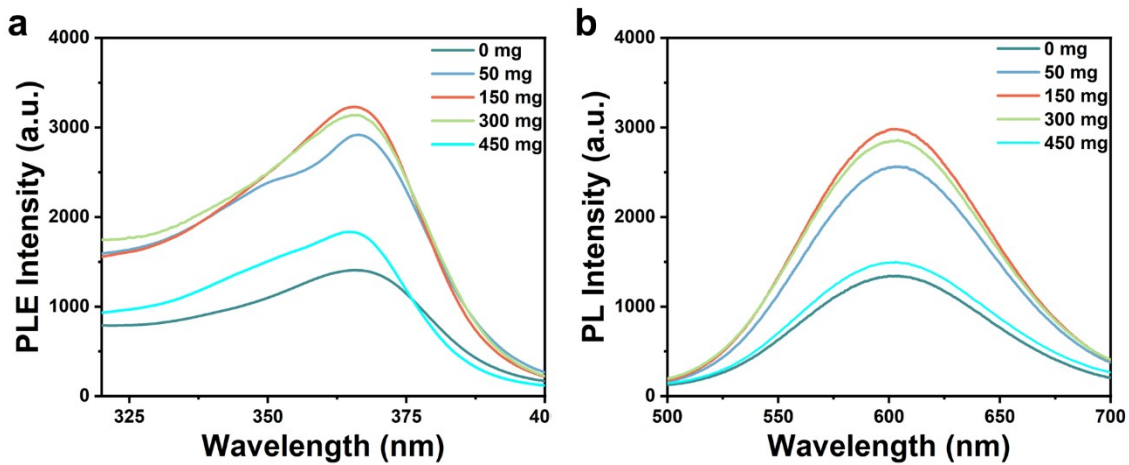 a
PLE Intensity (a.u.)
4000
3000
2000
1000
0
0 mg
50 mg
150 mg
300 mg
450 mg
325
350
375
40
Wavelength (nm)
b
PL Intensity (a.u.)
4000
3000
2000
1000
0
0 mg
50 mg
150 mg
300 mg
450 mg
500
550
600
650
700
Wavelength (nm)